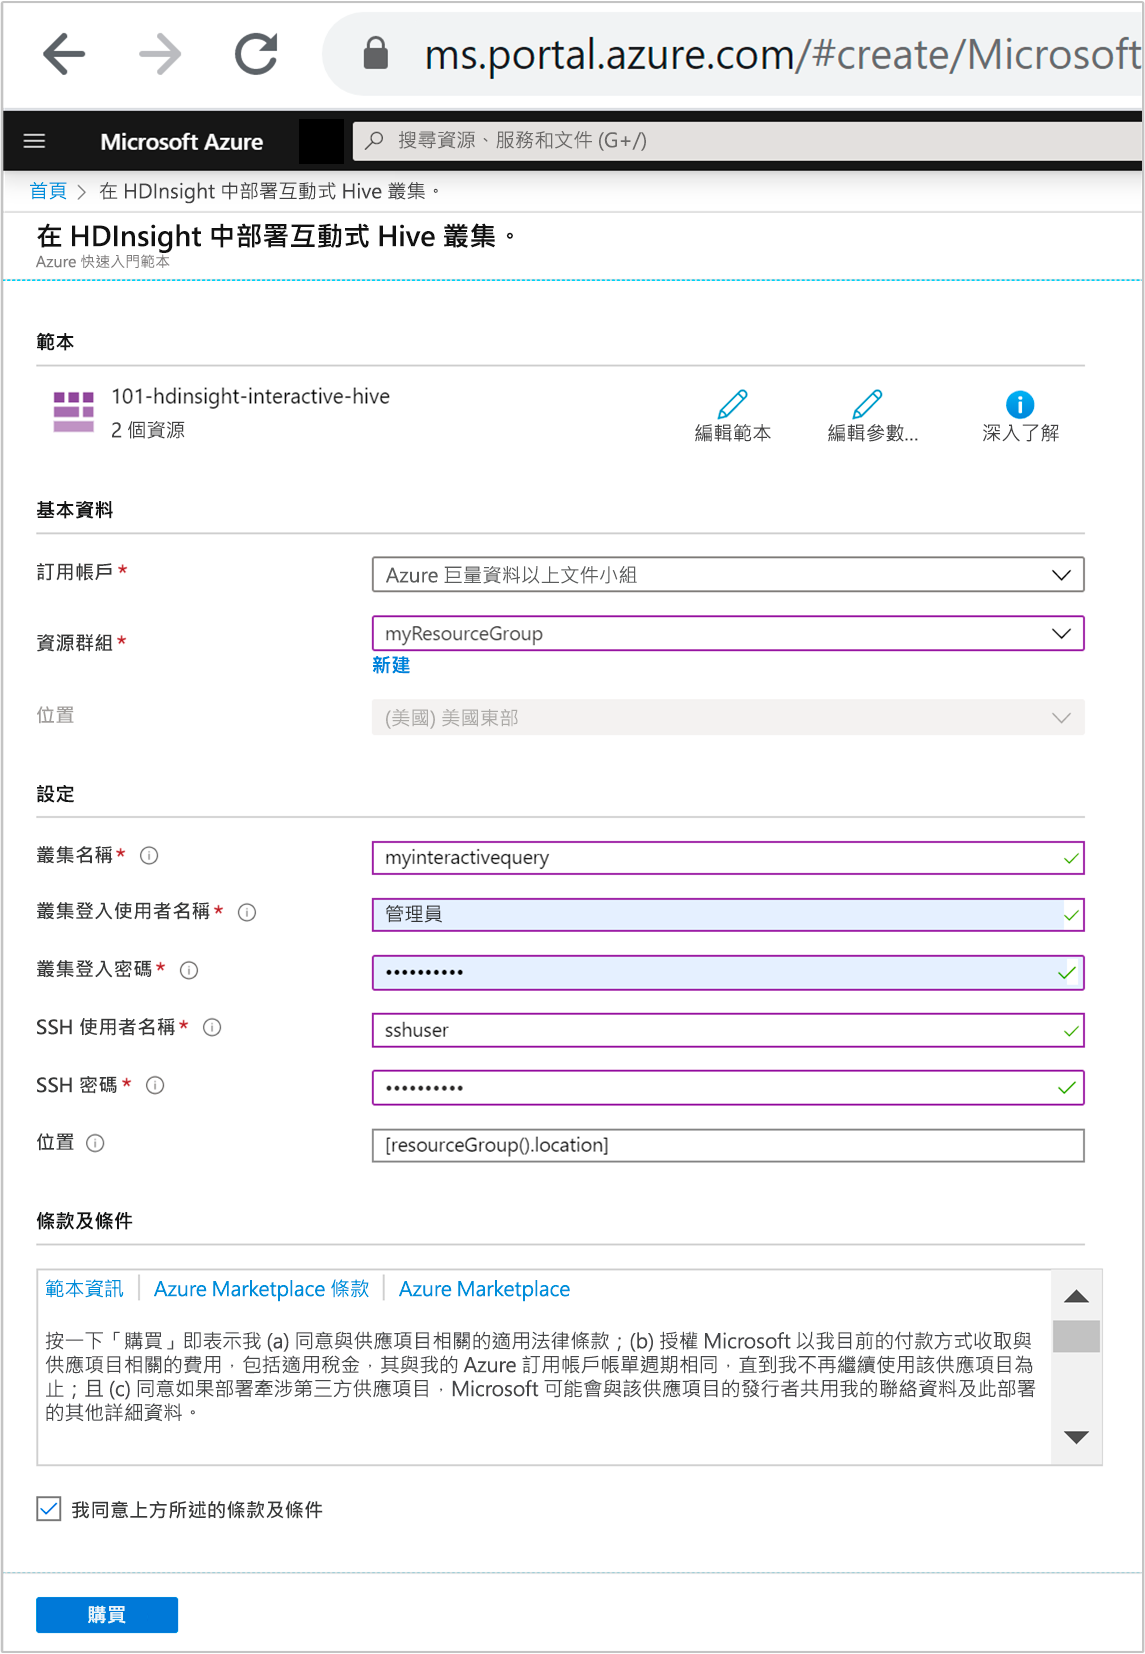 ms.portal.azure.com/#create/Microsoft
Microsoft Azure
搜尋資源、服務和文件 (G+/)
首頁 > 在 HDInsight 中部署互動式 Hive 叢集。
在 HDInsight 中部署互動式 Hive 叢集。
Azure 快速入門範本
範本
101-hdinsight-interactive-hive
2 個資源
編輯範本
編輯參數...
深入了解
基本資料
訂用帳戶*
Azure 巨量資料以上文件小組
資源群組*
myResourceGroup
新建
位置
(美國) 美國東部
設定
叢集名稱*
myinteractivequery
叢集登入使用者名稱*
管理員
叢集登入密碼*
••••••••••
SSH 使用者名稱*
sshuser
SSH 密碼*
••••••••••
位置
[resourceGroup().location]
條款及條件
範本資訊 | Azure Marketplace 條款 | Azure Marketplace
按一下「購買」即表示我 (a) 同意與供應項目相關的適用法律條款；(b) 授權 Microsoft 以我目前的付款方式收取與
供應項目相關的費用，包括適用稅金，其與我的 Azure 訂用帳戶帳單週期相同，直到我不再繼續使用該供應項目為
止；且 (c) 同意如果部署牽涉第三方供應項目，Microsoft 可能會與該供應項目的發行者共用我的聯絡資料及此部署
的其他詳細資料。
我同意上方所述的條款及條件
購買